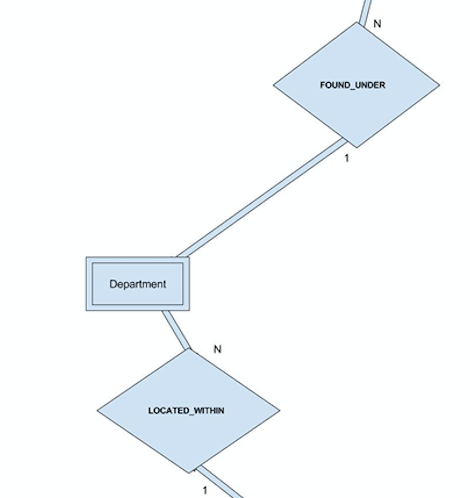 N
FOUND_UNDER
1
Department
N
LOCATED_WITHIN
1